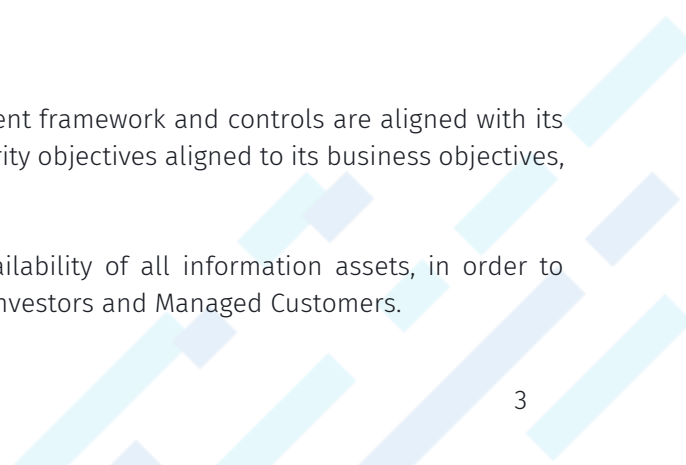 ent framework and controls are aligned with its
rity objectives aligned to its business objectives,
ailability of all information assets, in order to
nvestors and Managed Customers.
3